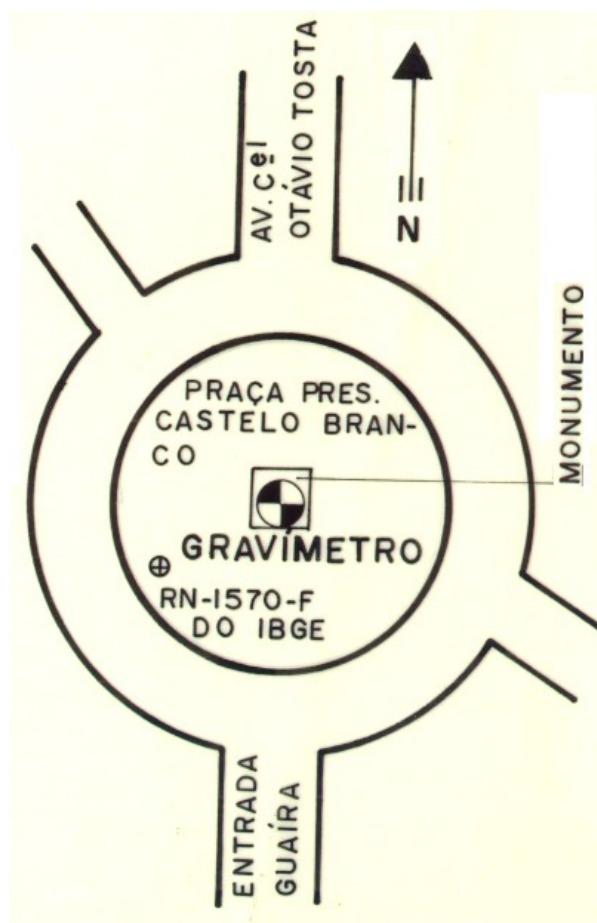 AV. Cel
OTÁVIO TOSTA
N
MONUMENTO
PRAÇA PRES.
CASTELO BRAN-
CO
GRAVÍMETRO
RN-1570-F
DO IBGE
ENTRADA
GUAÍRA